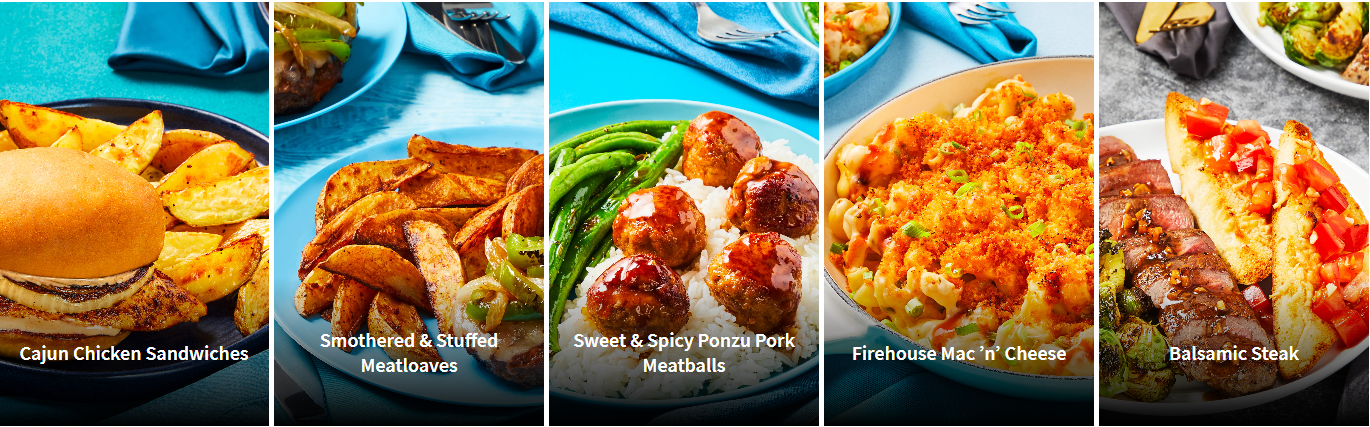 Cajun Chicken Sandwiches
Smothered & Stuffed
Meatloaves
Sweet & Spicy Ponzu Pork
Meatballs
Firehouse Mac ’n’ Cheese
Balsamic Steak